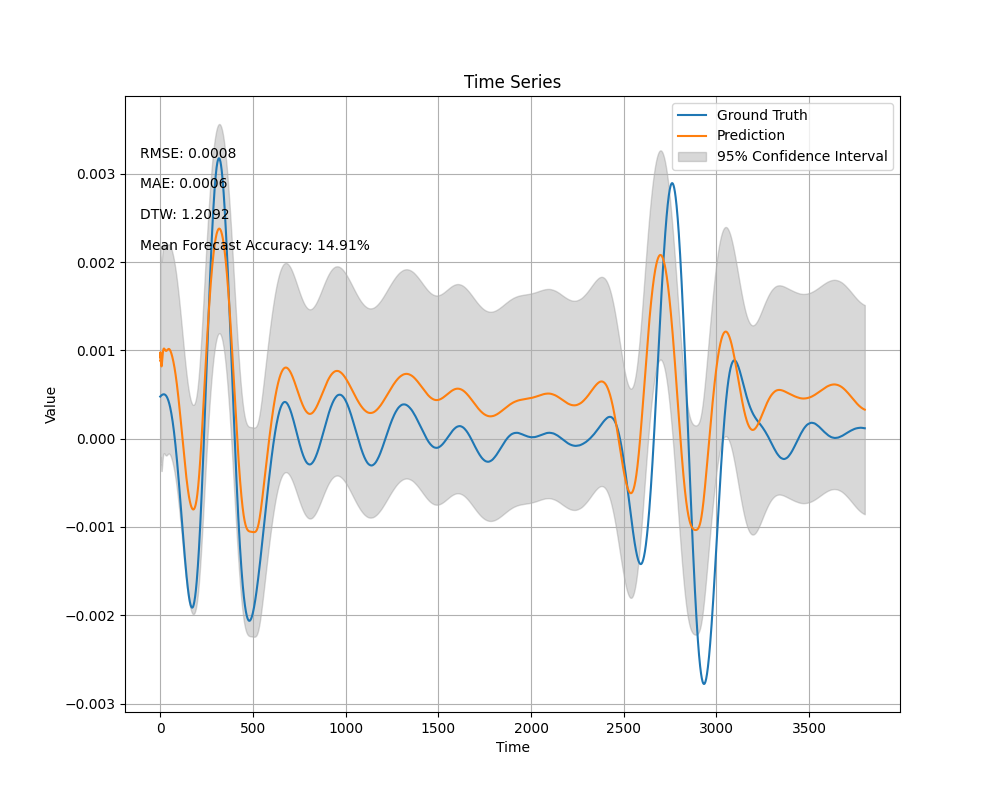 Time Series
Ground Truth
Prediction
95% Confidence Interval
RMSE: 0.0008
MAE: 0.0006
DTW: 1.2092
Mean Forecast Accuracy: 14.91%
Value
0.003
0.002
0.001
0.000
−0.001
−0.002
−0.003
0 500 1000 1500 2000 2500 3000 3500
Time